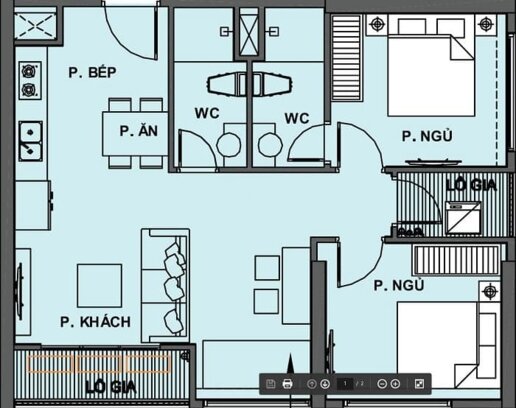 P. BẾP
P. ĂN
WC
WC
P. NGỦ
LÔ GIA
P. NGỦ
P. KHÁCH
LÔ GIA
1 / 2